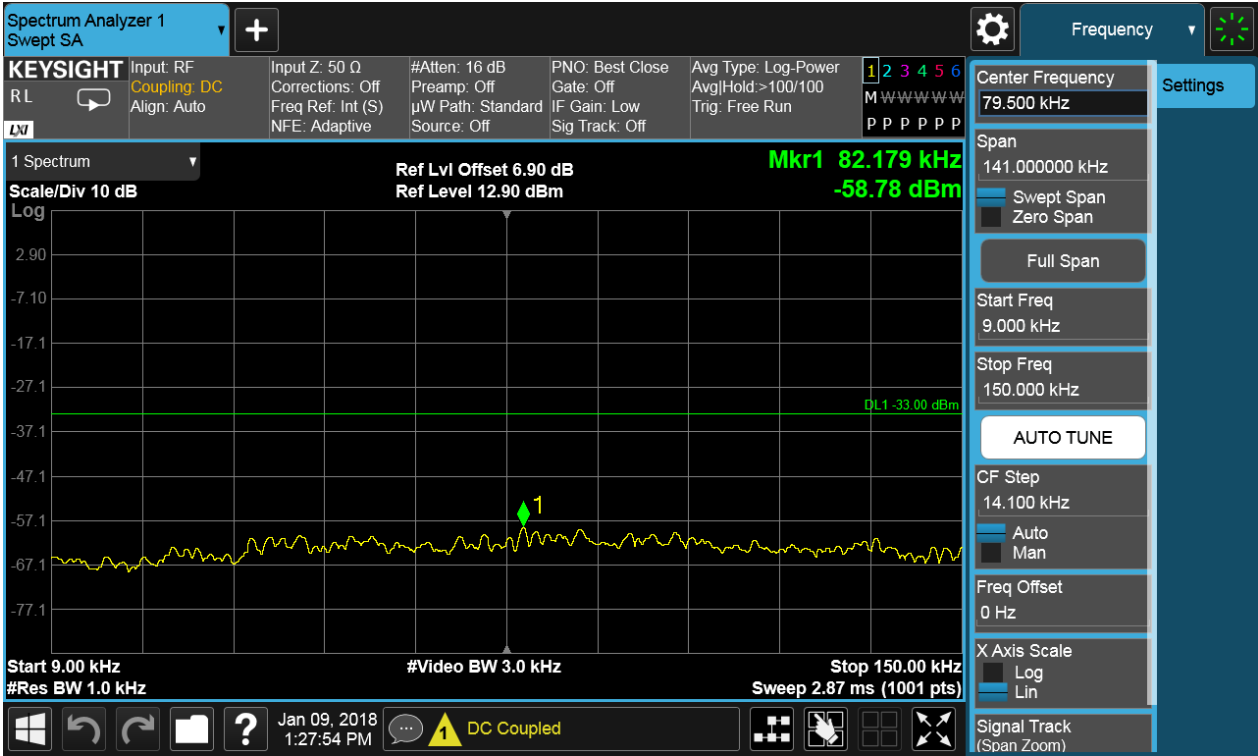 Spectrum Analyzer 1
Swept SA
+
Frequency
KEYSIGHT
R L
LXI
Input: RF
Coupling: DC
Align: Auto
Input Z: 50 Ω
Corrections: Off
Freq Ref: Int (S)
NFE: Adaptive
#Atten: 16 dB
Preamp: Off
µW Path: Standard
Source: Off
PNO: Best Close
Gate: Off
IF Gain: Low
Sig Track: Off
Avg Type: Log-Power
Avg|Hold:>100/100
Trig: Free Run
1 2 3 4 5 6
M W W W W W
P P P P P P
1 Spectrum
Scale/Div 10 dB
Ref Lvl Offset 6.90 dB
Ref Level 12.90 dBm
Mkr1 82.179 kHz
-58.78 dBm
Log
2.90
-7.10
-17.1
-27.1
DL1 -33.00 dBm
-37.1
-47.1
1
-57.1
-67.1
-77.1
Start 9.00 kHz
#Video BW 3.0 kHz
Stop 150.00 kHz
#Res BW 1.0 kHz
Sweep 2.87 ms (1001 pts)
Center Frequency
79.500 kHz
Span
141.000000 kHz
Swept Span
Zero Span
Full Span
Start Freq
9.000 kHz
Stop Freq
150.000 kHz
AUTO TUNE
CF Step
14.100 kHz
Auto
Man
Freq Offset
0 Hz
X Axis Scale
Log
Lin
Signal Track
(Span Zoom)
Settings
?
Jan 09, 2018
1:27:54 PM
1
DC Coupled